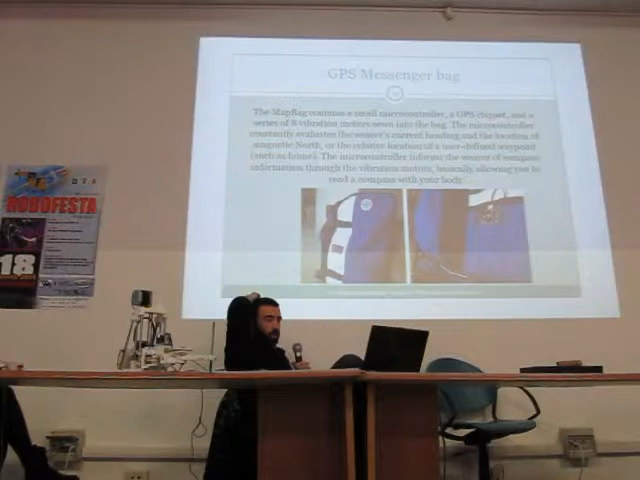 GPS Messenger bag
The MapBag contains a small microcontroller, a GPS chipset, and a
series of 8 vibration motors sewn into the bag. The microcontroller
constantly evaluates the wearer's current heading and the location of
magnetic North, or the relative location of a user-defined waypoint
(such as home). The microcontroller informs the wearer of compass
information through the vibration motors, basically allowing you to
read a compass with your body.
ROBOFESTA
18